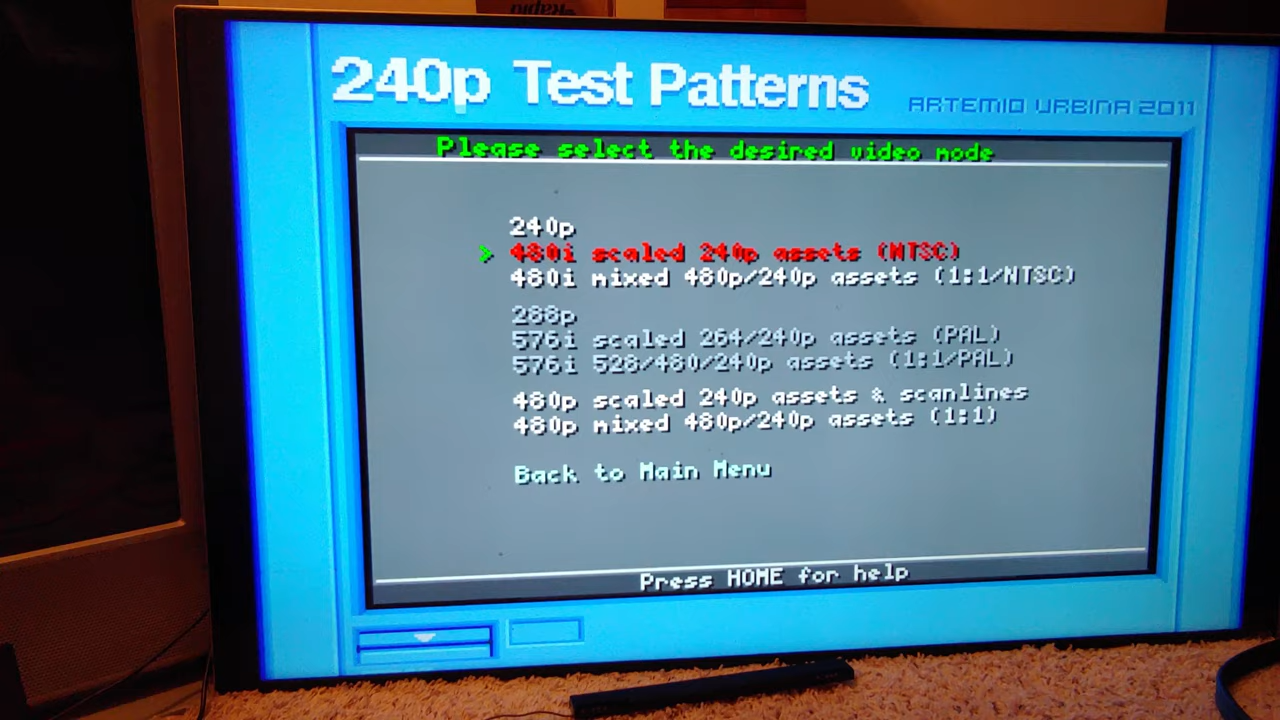 240p Test Patterns
ARTEMIO URBINA 2011
Please select the desired video mode
240p
> 480i scaled 240p assets (NTSC)
480i mixed 480p/240p assets (1:1/NTSC)
288p
576i scaled 264/240p assets (PAL)
576i 528/480/240p assets (1:1/PAL)
480p scaled 240p assets & scanlines
480p mixed 480p/240p assets (1:1)
Back to Main Menu
Press HOME for help